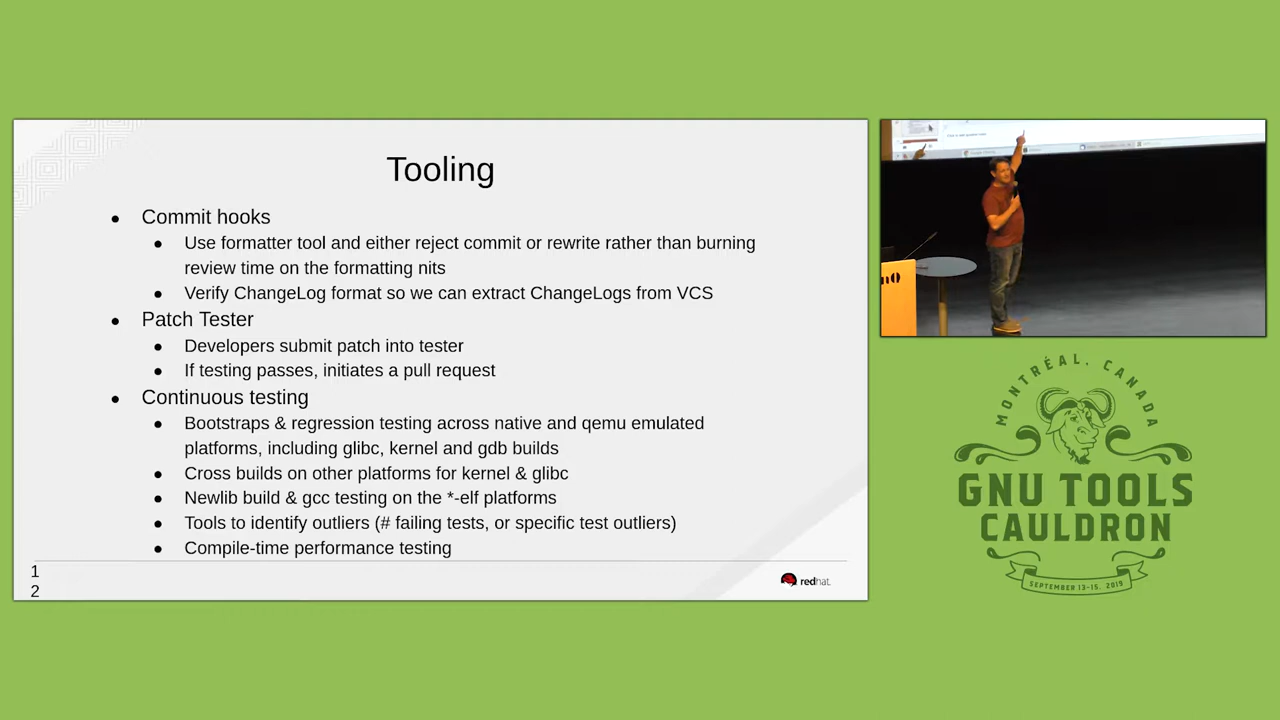 Tooling
● Commit hooks
● Use formatter tool and either reject commit or rewrite rather than burning
review time on the formatting nits
● Verify ChangeLog format so we can extract ChangeLogs from VCS
● Patch Tester
● Developers submit patch into tester
● If testing passes, initiates a pull request
● Continuous testing
● Bootstraps & regression testing across native and qemu emulated
platforms, including glibc, kernel and gdb builds
● Cross builds on other platforms for kernel & glibc
● Newlib build & gcc testing on the *-elf platforms
● Tools to identify outliers (# failing tests, or specific test outliers)
● Compile-time performance testing
1
2
redhat.
MONTRÉAL, CANADA
GNU TOOLS
CAULDRON
SEPTEMBER 13-15, 2019